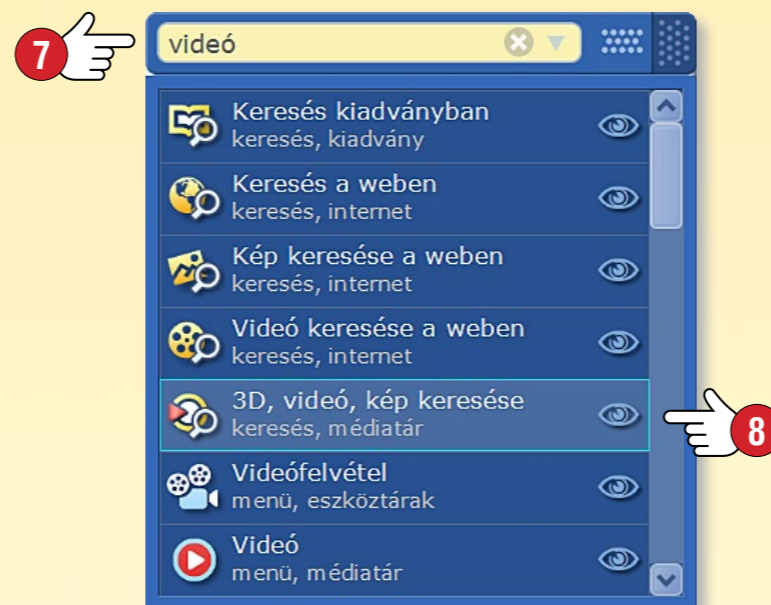 7
videó
Keresés kiadványban
keresés, kiadvány
Keresés a weben
keresés, internet
Kép keresése a weben
keresés, internet
Videó keresése a weben
keresés, internet
3D, videó, kép keresése
keresés, médiatár
8
Videófelvétel
menü, eszköztárak
Videó
menü, médiatár